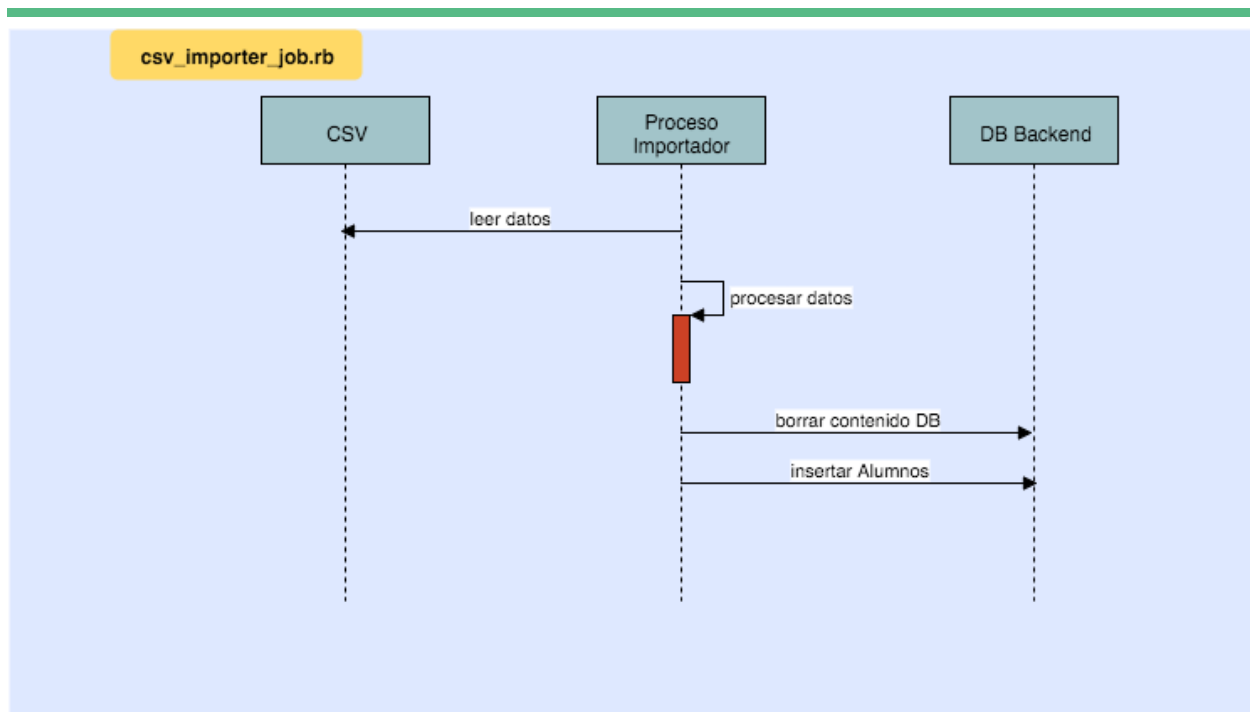 csv_importer_job.rb
CSV
Proceso
Importador
DB Backend
leer datos
procesar datos
borrar contenido DB
insertar Alumnos